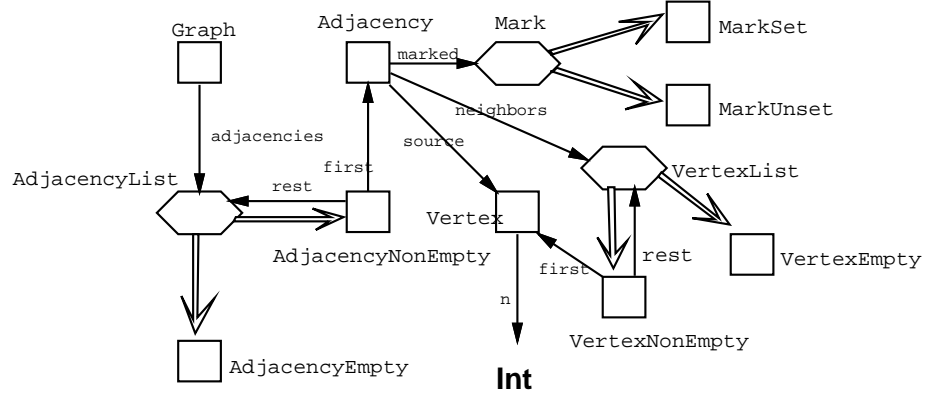 Adjacency
Mark
MarkSet
Graph
marked
MarkUnset
neighbors
adjacencies
source
first
AdjacencyList
rest
VertexList
Vertex
AdjacencyNonEmpty
first
rest
VertexEmpty
n
VertexNonEmpty
AdjacencyEmpty
Int